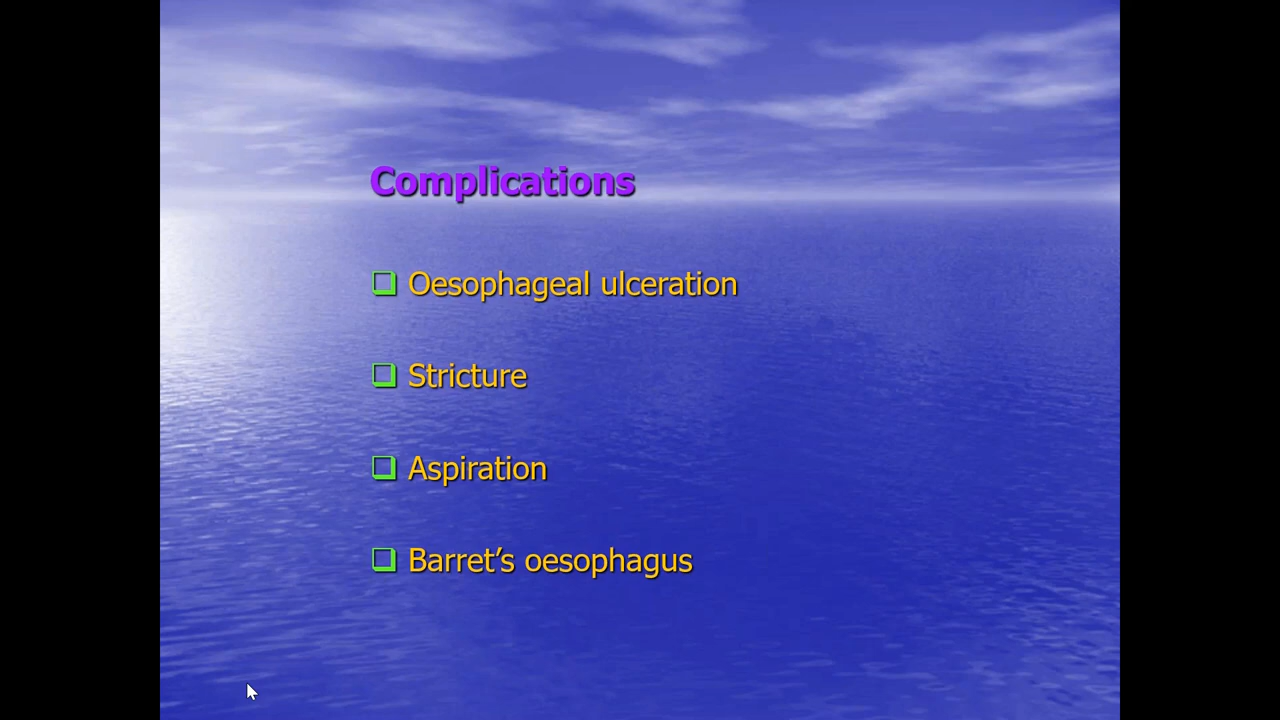 Complications
Oesophageal ulceration
Stricture
Aspiration
Barret’s oesophagus